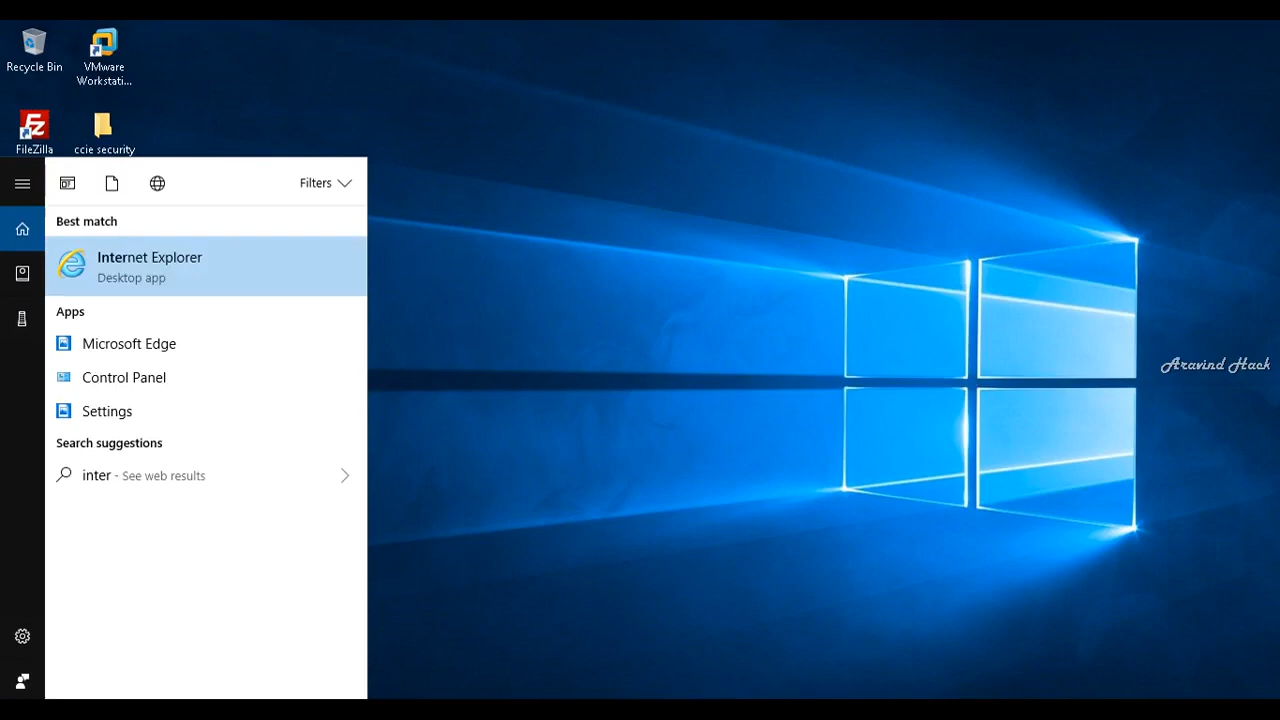 Recycle Bin
VMware
Workstati...
FileZilla
ccie security
Filters
Best match
Internet Explorer
Desktop app
Apps
Microsoft Edge
Control Panel
Settings
Search suggestions
inter - See web results
Aravind Hack